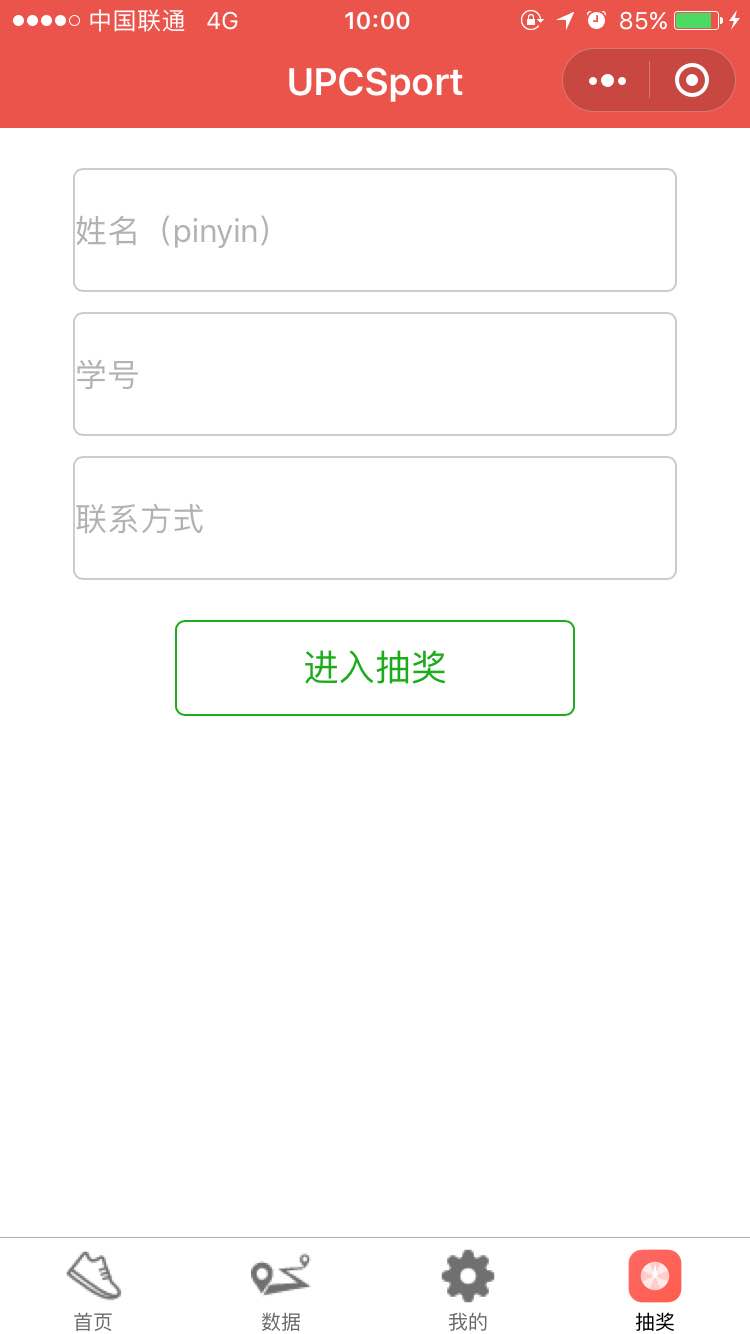 中国联通 4G 10:00 85%
UPCSport
姓名（pinyin）
学号
联系方式
进入抽奖
首页 数据 我的 抽奖